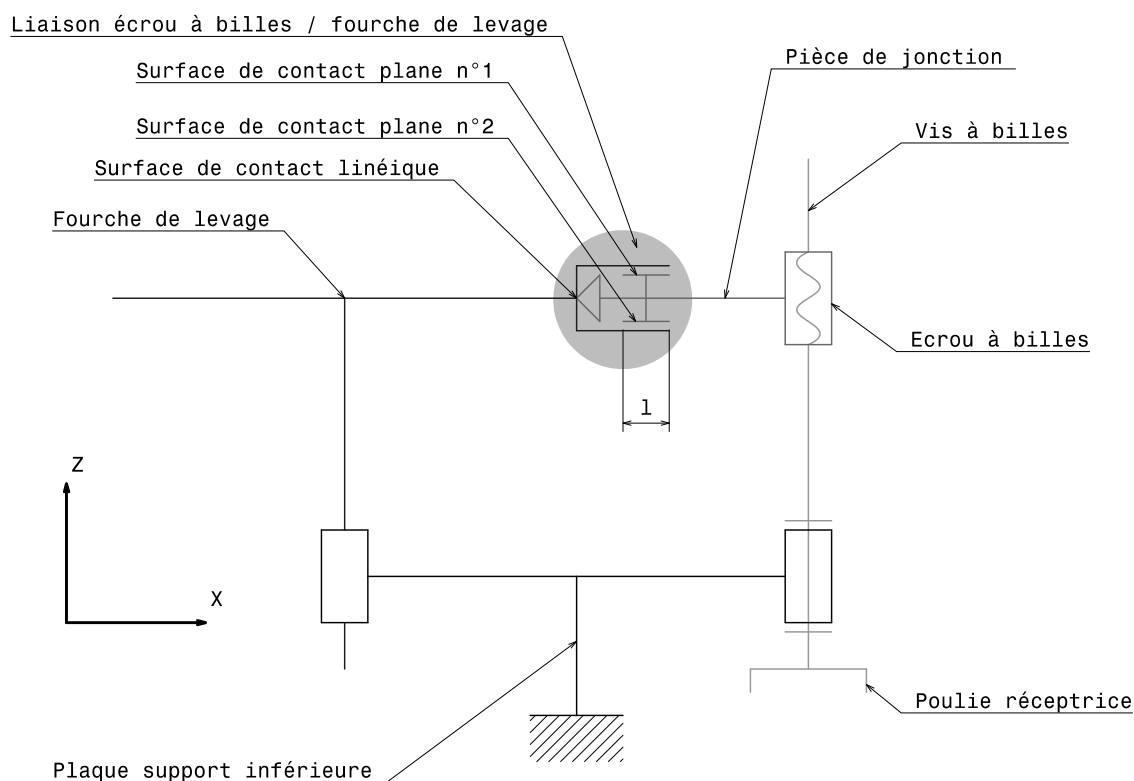 Liaison écrou à billes / fourche de levage
Pièce de jonction
Surface de contact plane n°1
Surface de contact plane n°2
Vis à billes
Surface de contact linéique
Fourche de levage
Ecrou à billes
l
Z
X
Poulie réceptrice
Plaque support inférieure